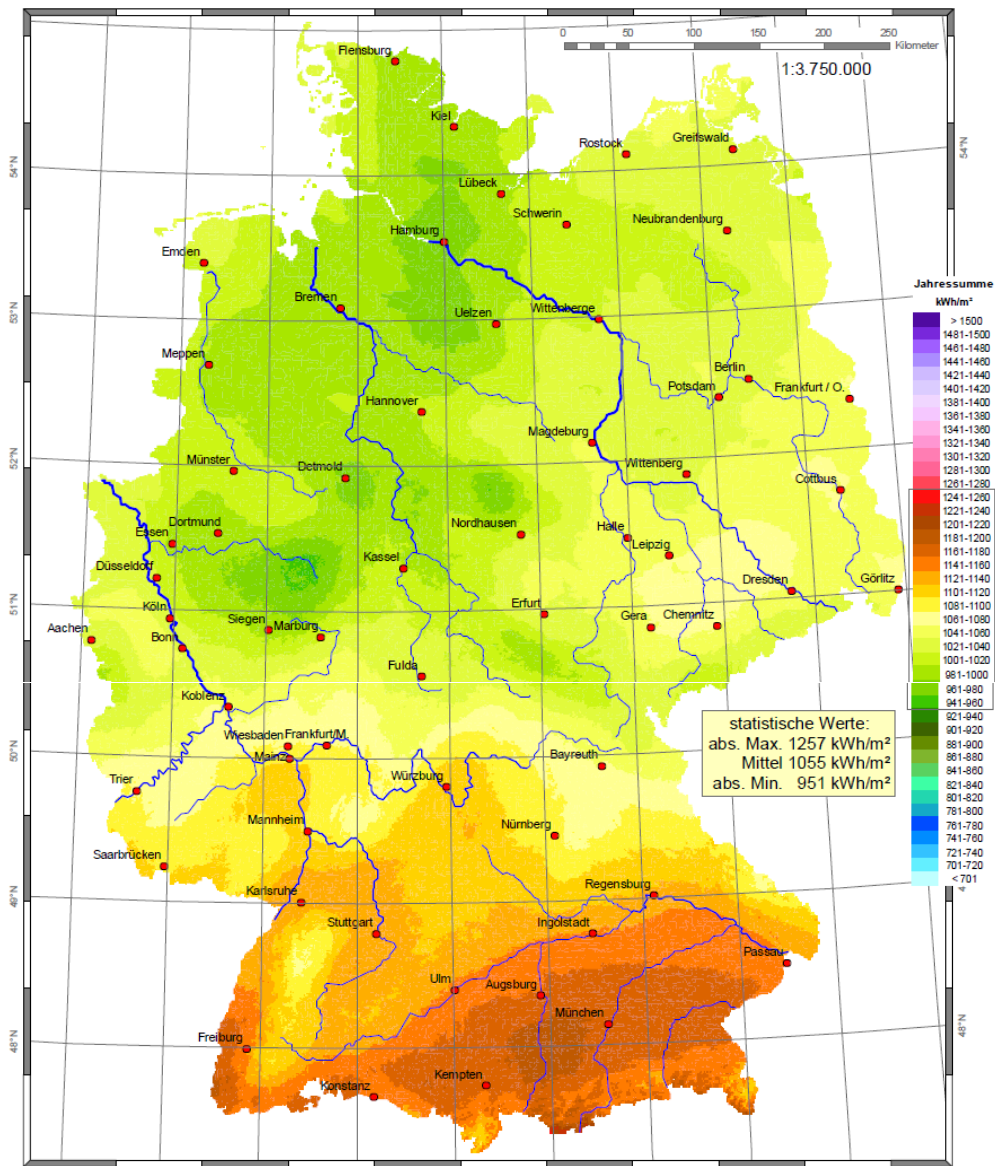 0 50 100 150 200 250 Kilometer
1:3.750.000
Flensburg
Kiel
Rostock
Greifswald
54°N
54°N
Lübeck
Schwerin
Neubrandenburg
Hamburg
Emden
Bremen
Uelzen
Wittenberge
53°N
Meppen
Berlin
Potsdam
Frankfurt / O.
Hannover
Magdeburg
52°N
Münster
Detmold
Wittenberg
Cottbus
Dortmund
Essen
Nordhausen
Halle
Leipzig
Düsseldorf
Kassel
Dresden
Görlitz
51°N
Köln
Erfurt
Gera
Chemnitz
Aachen
Siegen
Marburg
Bonn
Fulda
Koblenz
Wiesbaden
Frankfurt/M.
Mainz
50°N
Bayreuth
Trier
Würzburg
Mannheim
Nürnberg
Saarbrücken
Karlsruhe
Regensburg
49°N
4
Stuttgart
Ingolstadt
Passau
Ulm
Augsburg
München
Freiburg
48°N
48°N
Kempten
Konstanz
Jahressumme
kWh/m²
> 1500
1481-1500
1461-1480
1441-1460
1421-1440
1401-1420
1381-1400
1361-1380
1341-1360
1321-1340
1301-1320
1281-1300
1261-1280
1241-1260
1221-1240
1201-1220
1181-1200
1161-1180
1141-1160
1121-1140
1101-1120
1081-1100
1061-1080
1041-1060
1021-1040
1001-1020
981-1000
961-980
941-960
921-940
901-920
881-900
861-880
841-860
821-840
801-820
781-800
761-780
741-760
721-740
701-720
< 701
statistische Werte:
abs. Max. 1257 kWh/m²
Mittel 1055 kWh/m²
abs. Min. 951 kWh/m²